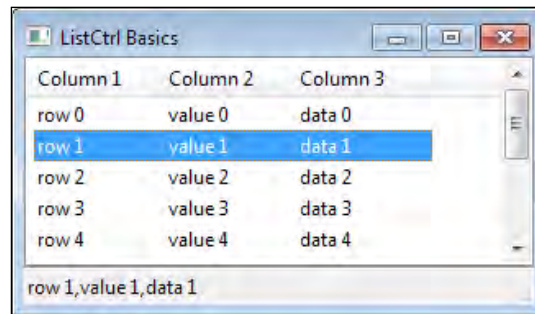 ListCtrl Basics
Column 1 Column 2 Column 3
row 0 value 0 data 0
row 1 value 1 data 1
row 2 value 2 data 2
row 3 value 3 data 3
row 4 value 4 data 4
row 1,value 1,data 1